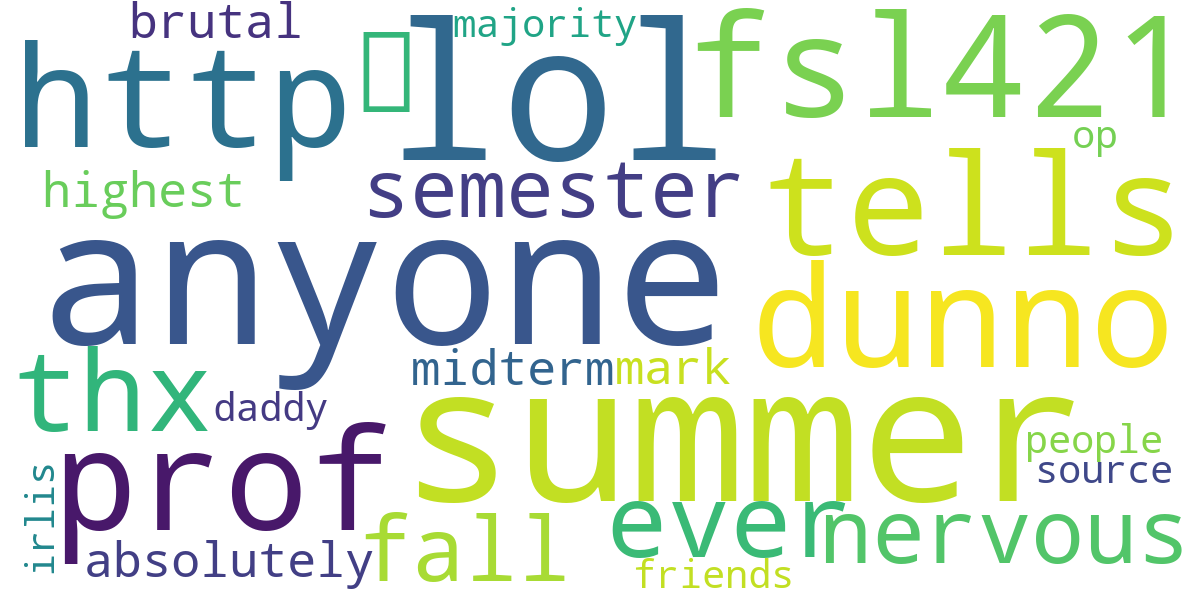 brutal
majority
http
lol
fsl421
op
highest
semester
tells
anyone
dunno
thx
midterm
mark
daddy
summer
prof
people
source
irlis
ever
nervous
absolutely
fall
friends